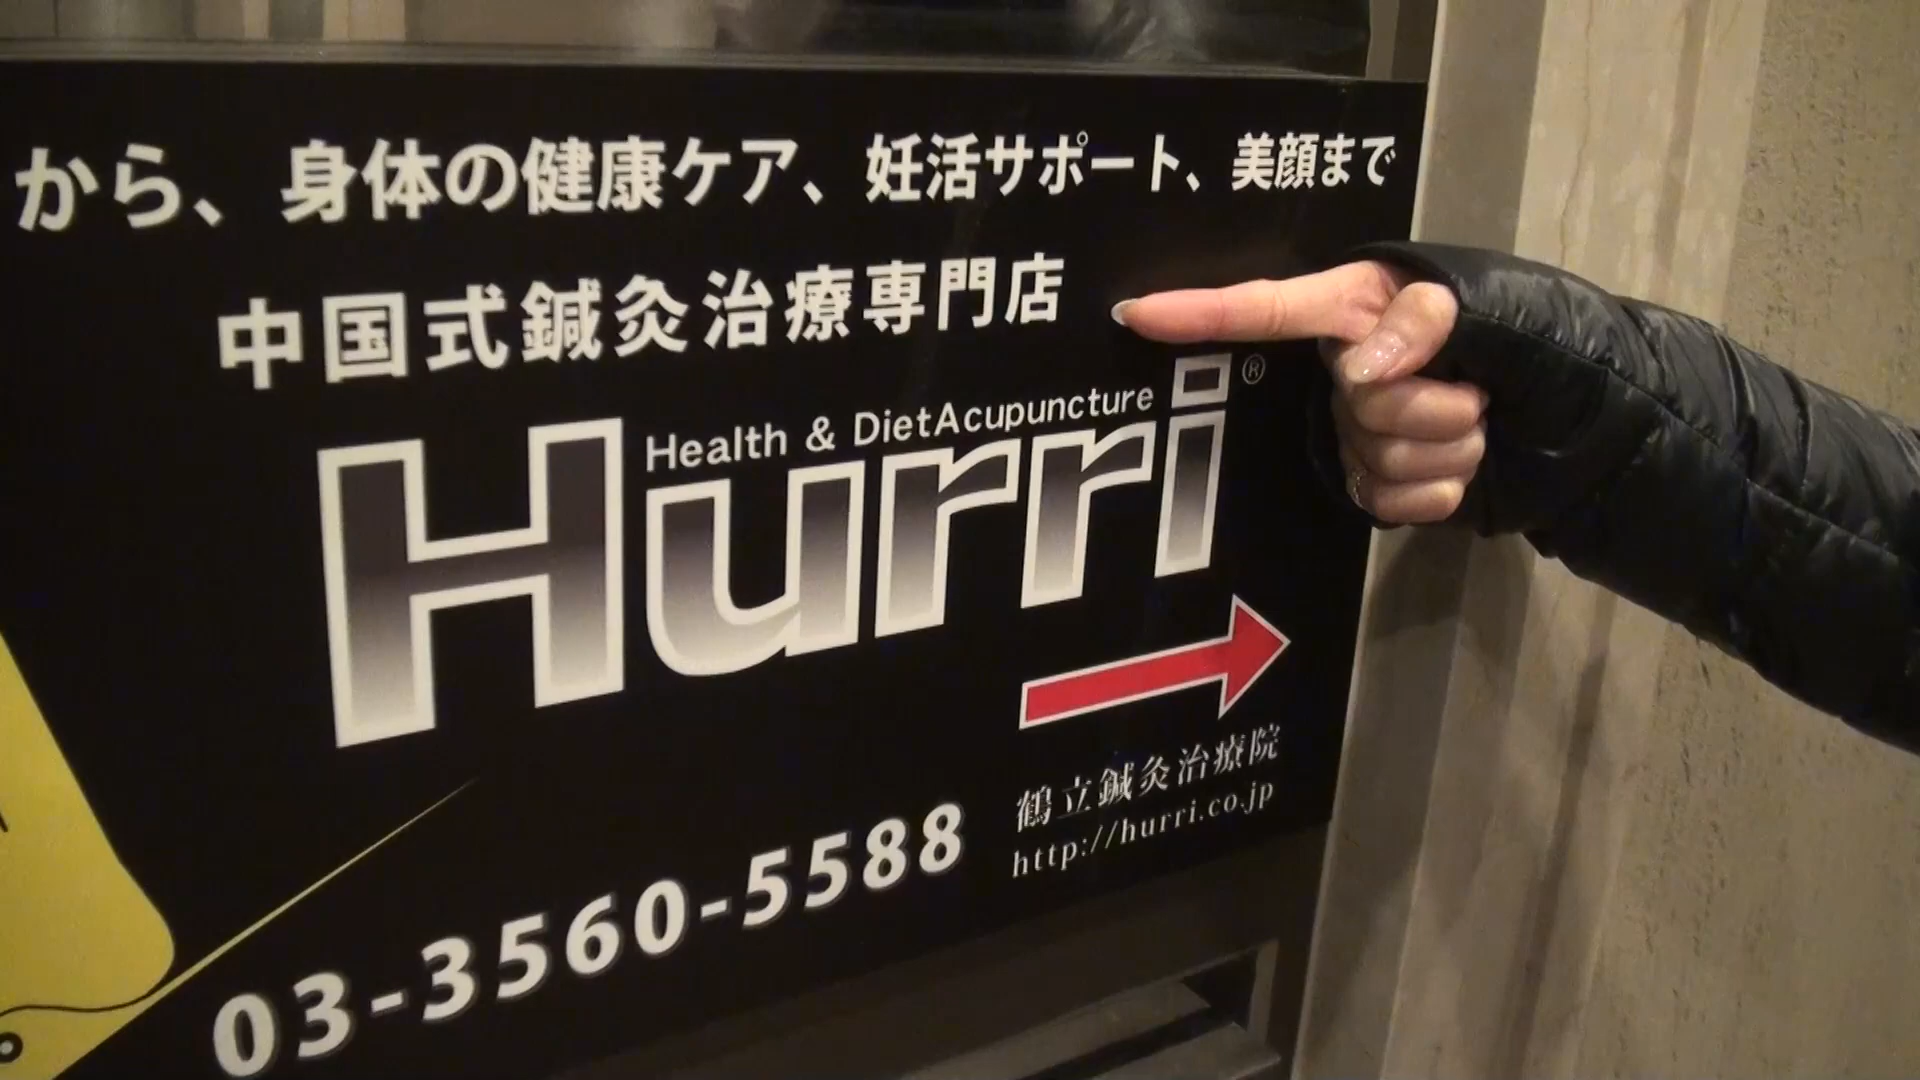 から、身体の健康ケア、妊活サポート、美顔まで
中国式鍼灸治療専門店
Health & DietAcupuncture
Hurri®
鶴立鍼灸治療院
http://hurri.co.jp
03-3560-5588